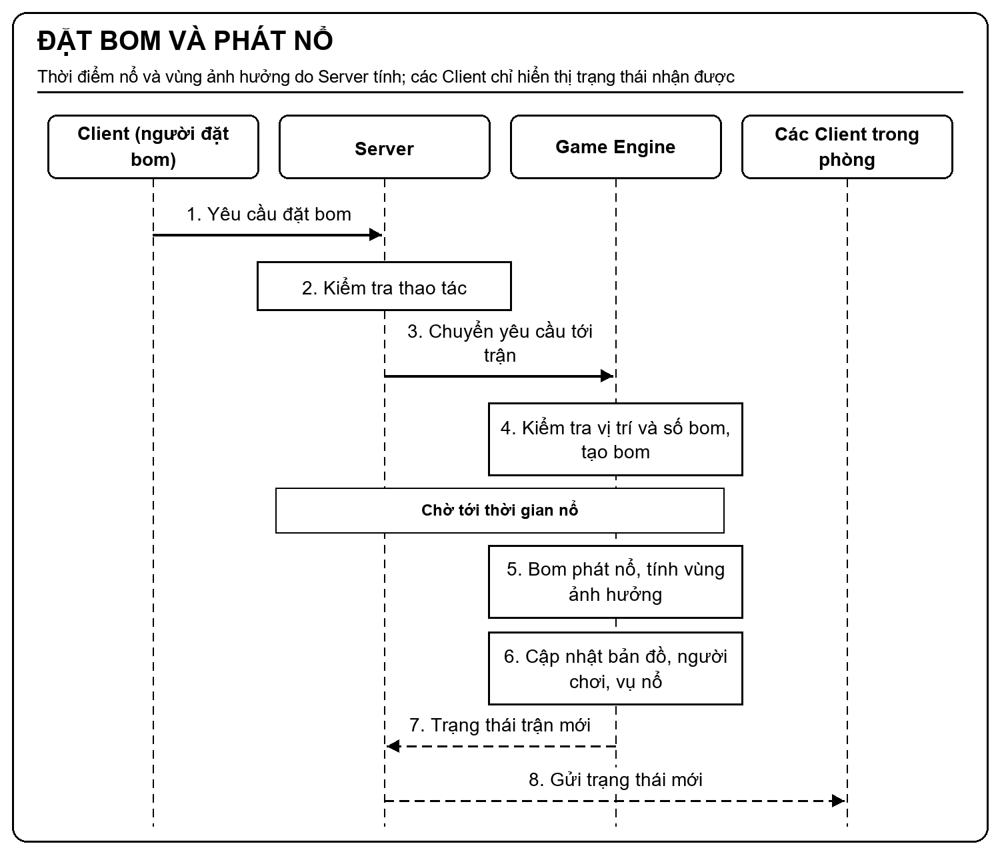 ĐẶT BOM VÀ PHÁT NỔ
Thời điểm nổ và vùng ảnh hưởng do Server tính; các Client chỉ hiển thị trạng thái nhận được
Client (người đặt
bom)
Server
Game Engine
Các Client trong
phòng
1. Yêu cầu đặt bom
2. Kiểm tra thao tác
3. Chuyển yêu cầu tới
trận
4. Kiểm tra vị trí và số bom,
tạo bom
Chờ tới thời gian nổ
5. Bom phát nổ, tính vùng
ảnh hưởng
6. Cập nhật bản đồ, người
chơi, vụ nổ
7. Trạng thái trận mới
8. Gửi trạng thái mới